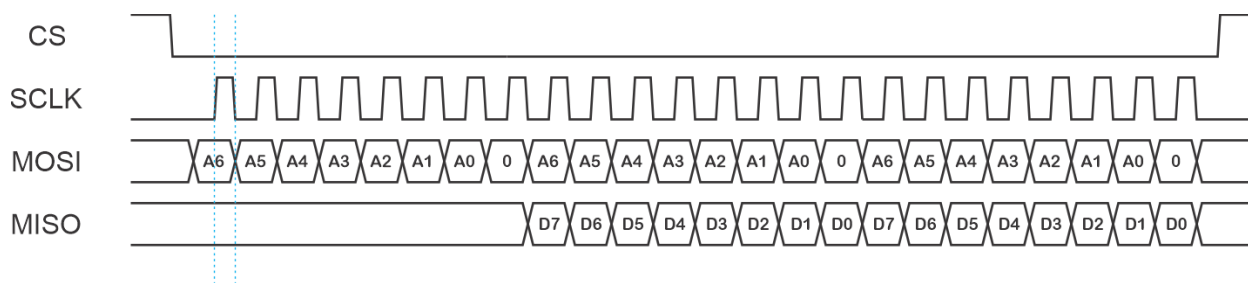 CS
SCLK
MOSI A6 A5 A4 A3 A2 A1 A0 0 A6 A5 A4 A3 A2 A1 A0 0 A6 A5 A4 A3 A2 A1 A0 0
MISO D7 D6 D5 D4 D3 D2 D1 D0 D7 D6 D5 D4 D3 D2 D1 D0